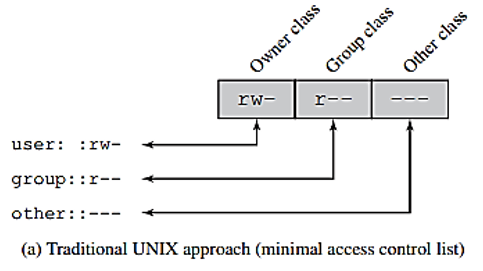 Owner class
Group class
Other class
rw- r-- ---
user: :rw-
group::r--
other::---
(a) Traditional UNIX approach (minimal access control list)